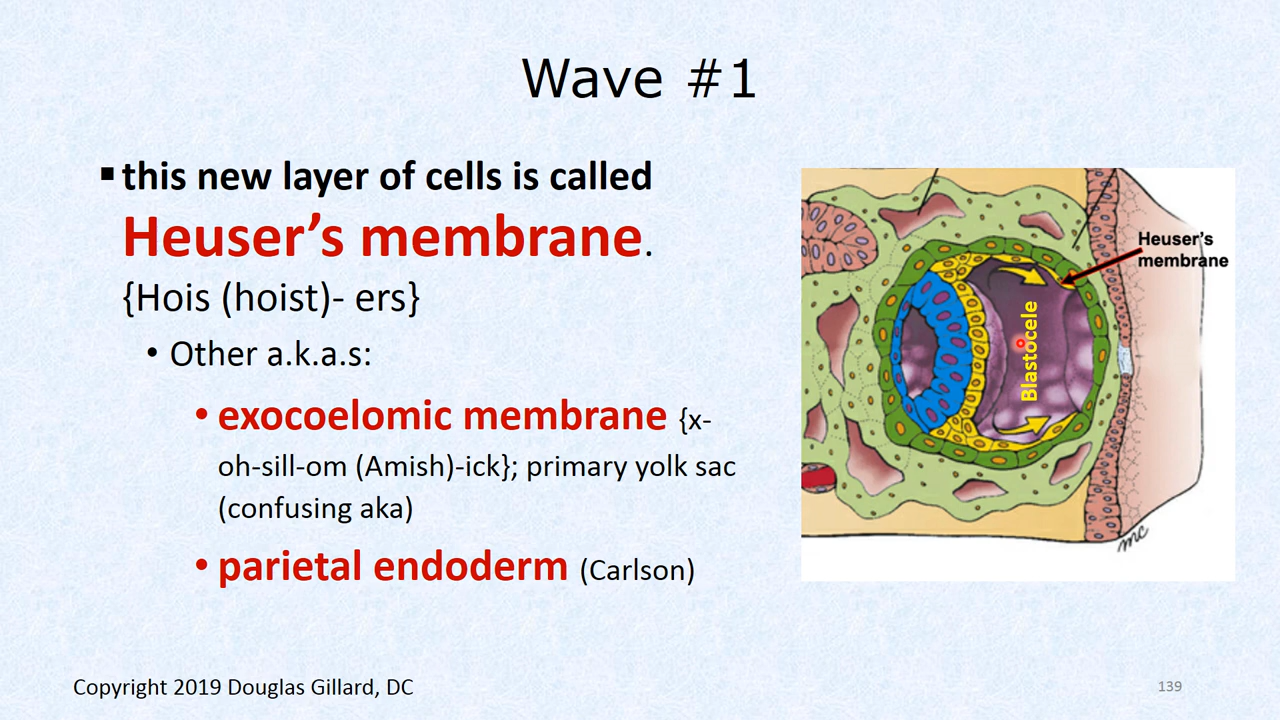 Wave #1
▪ this new layer of cells is called
Heuser’s membrane.
{Hois (hoist)- ers}
• Other a.k.a.s:
• exocoelomic membrane {x-
oh-sill-om (Amish)-ick}; primary yolk sac
(confusing aka)
• parietal endoderm (Carlson)
Heuser’s
membrane
Blastocele
mc
Copyright 2019 Douglas Gillard, DC
139